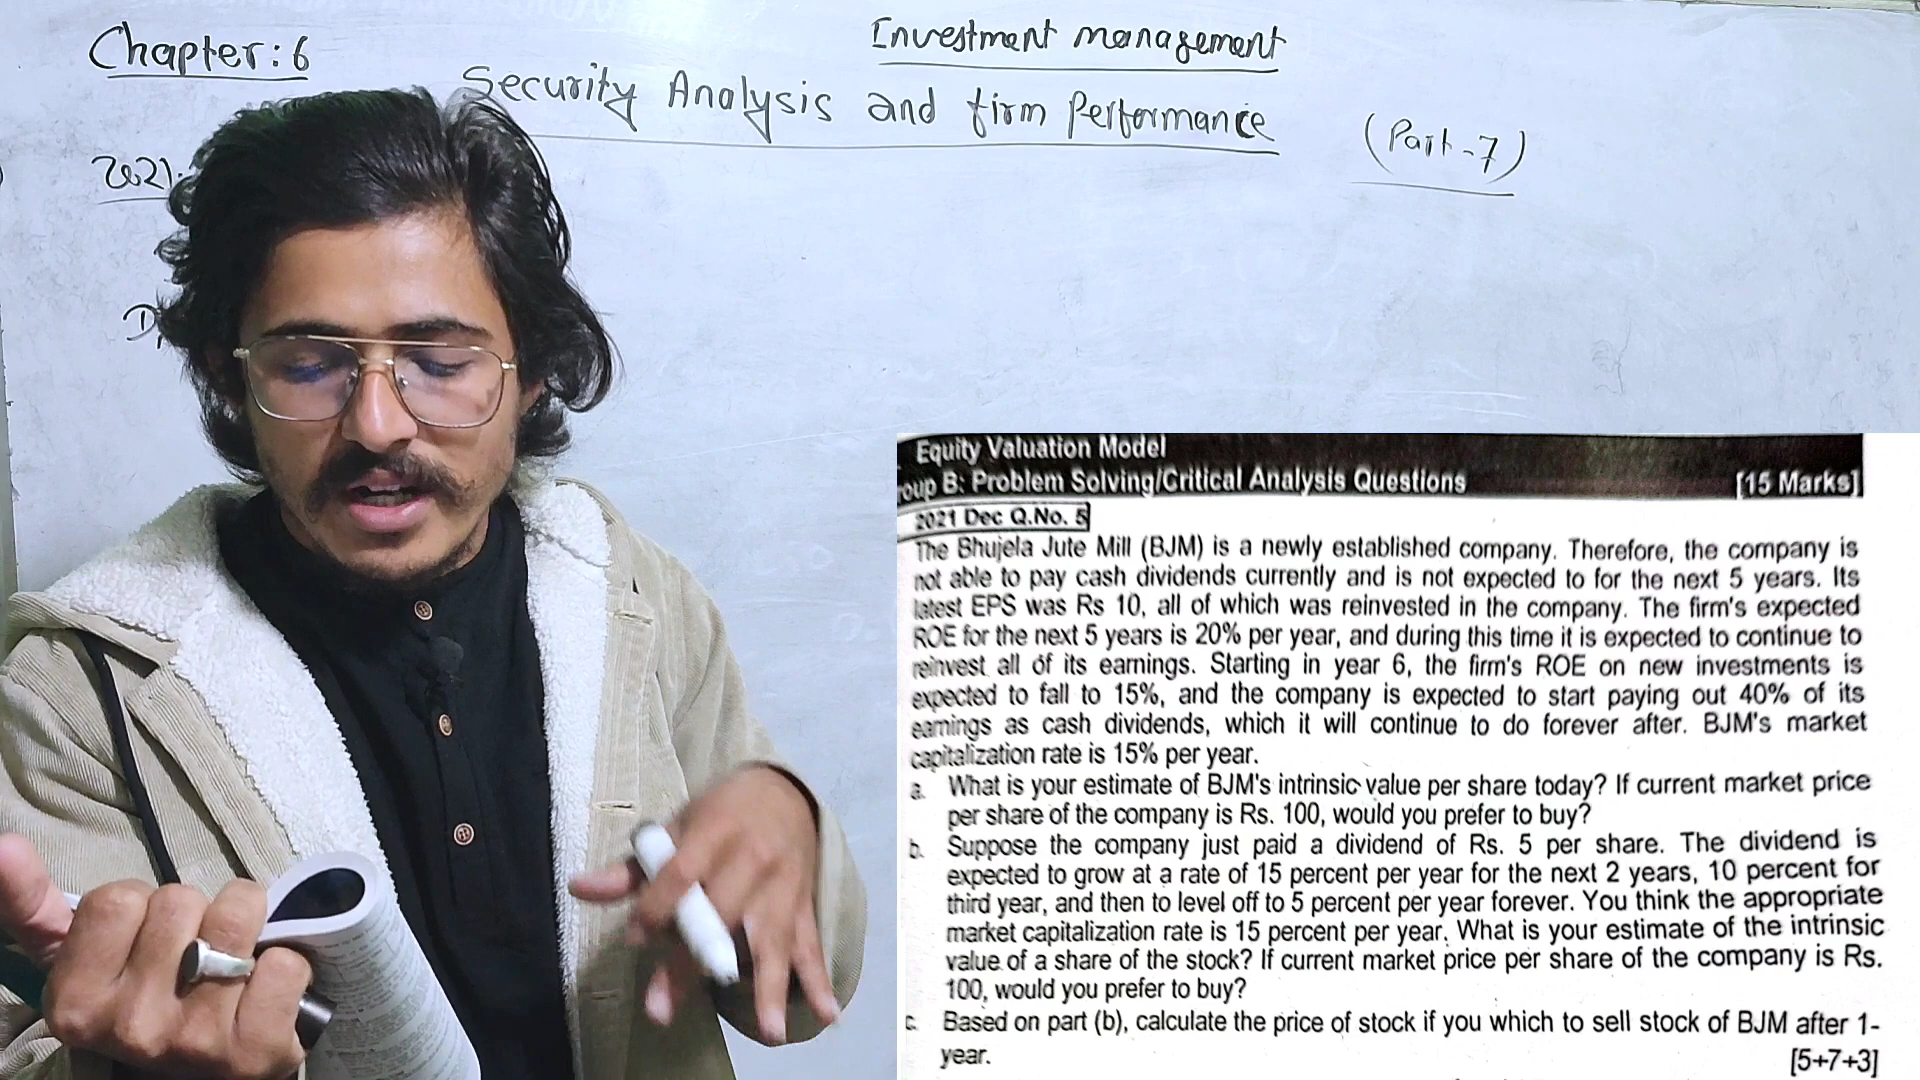 Chapter: 6
Investment management
Security Analysis and firm Performance
(Part-7)
2021
Equity Valuation Model
roup B: Problem Solving/Critical Analysis Questions [15 Marks]
2021 Dec Q.No. 5
The Bhujela Jute Mill (BJM) is a newly established company. Therefore, the company is
not able to pay cash dividends currently and is not expected to for the next 5 years. Its
latest EPS was Rs 10, all of which was reinvested in the company. The firm's expected
ROE for the next 5 years is 20% per year, and during this time it is expected to continue to
reinvest all of its earnings. Starting in year 6, the firm's ROE on new investments is
expected to fall to 15%, and the company is expected to start paying out 40% of its
earnings as cash dividends, which it will continue to do forever after. BJM's market
capitalization rate is 15% per year.
a. What is your estimate of BJM's intrinsic value per share today? If current market price
per share of the company is Rs. 100, would you prefer to buy?
b. Suppose the company just paid a dividend of Rs. 5 per share. The dividend is
expected to grow at a rate of 15 percent per year for the next 2 years, 10 percent for
third year, and then to level off to 5 percent per year forever. You think the appropriate
market capitalization rate is 15 percent per year. What is your estimate of the intrinsic
value of a share of the stock? If current market price per share of the company is Rs.
100, would you prefer to buy?
c. Based on part (b), calculate the price of stock if you which to sell stock of BJM after 1-
year. [5+7+3]